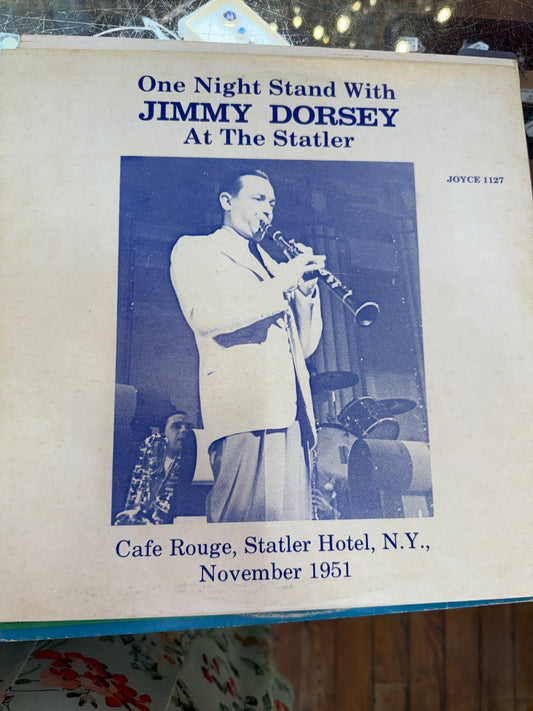 One Night Stand With
JIMMY DORSEY
At The Statler
JOYCE 1127
Cafe Rouge, Statler Hotel, N.Y.,
November 1951